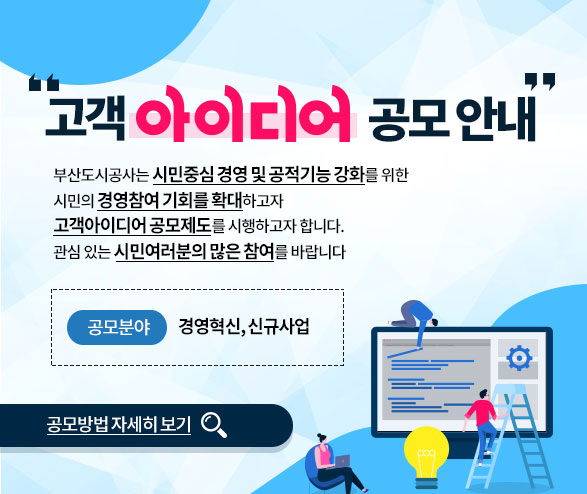 “고객 아이디어 공모 안내”
부산도시공사는 시민중심 경영 및 공적기능 강화를 위한
시민의 경영참여 기회를 확대하고자
고객아이디어 공모제도를 시행하고자 합니다.
관심 있는 시민여러분의 많은 참여를 바랍니다
공모분야 경영혁신, 신규사업
공모방법 자세히 보기